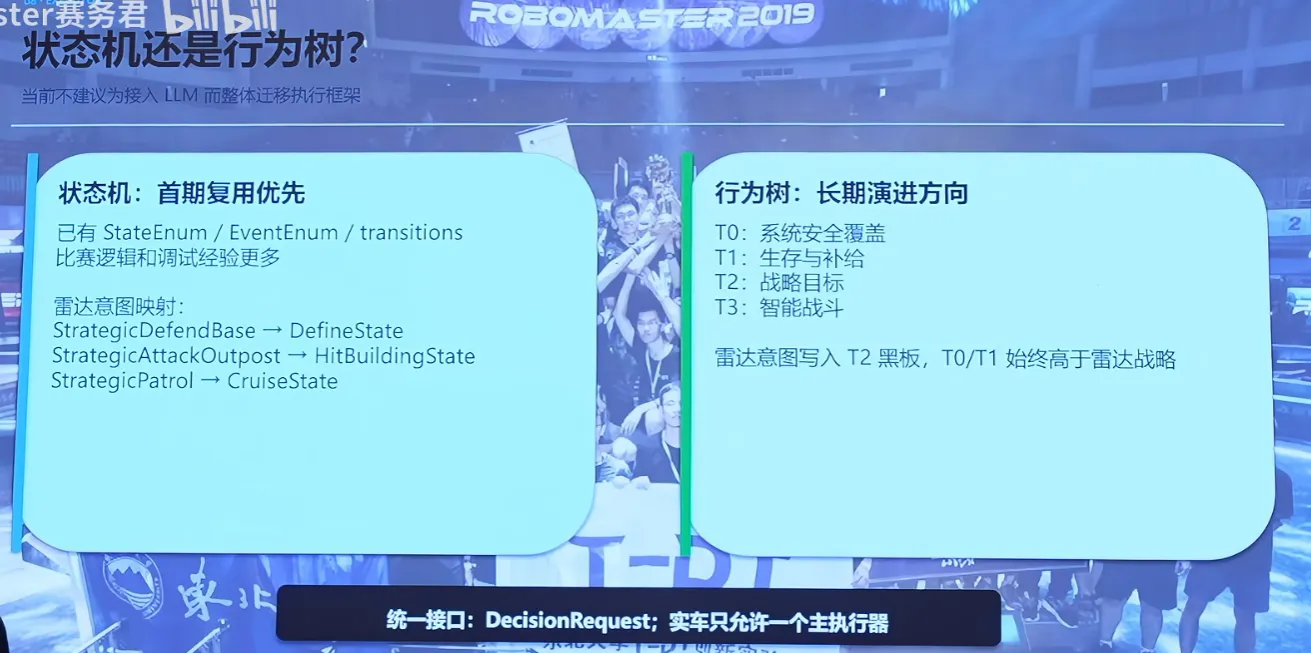 ster赛务君 bilibili
ROBOMASTER 2019
状态机还是行为树？
当前不建议为接入 LLM 而整体迁移执行框架
状态机：首期复用优先
已有 StateEnum / EventEnum / transitions
比赛逻辑和调试经验更多
雷达意图映射：
StrategicDefendBase → DefineState
StrategicAttackOutpost → HitBuildingState
StrategicPatrol → CruiseState
行为树：长期演进方向
T0：系统安全覆盖
T1：生存与补给
T2：战略目标
T3：智能战斗
雷达意图写入 T2 黑板，T0/T1 始终高于雷达战略
2
T-DT
東北
统一接口：DecisionRequest；实车只允许一个主执行器